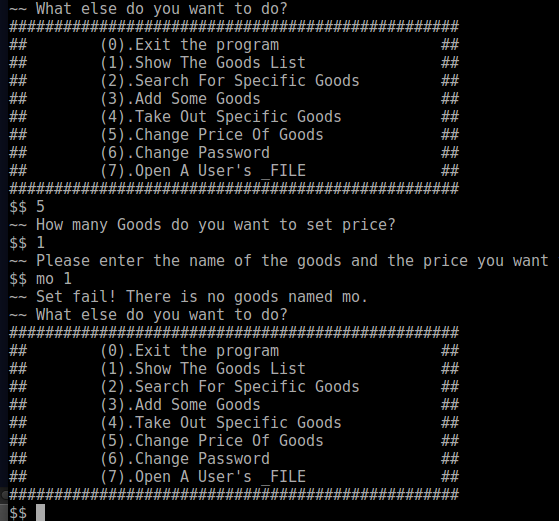 ~~ What else do you want to do?
##################################################
##        (0).Exit the program                  ##
##        (1).Show The Goods List               ##
##        (2).Search For Specific Goods         ##
##        (3).Add Some Goods                    ##
##        (4).Take Out Specific Goods           ##
##        (5).Change Price Of Goods             ##
##        (6).Change Password                   ##
##        (7).Open A User's _FILE               ##
##################################################
$$ 5
~~ How many Goods do you want to set price?
$$ 1
~~ Please enter the name of the goods and the price you want
$$ mo 1
~~ Set fail! There is no goods named mo.
~~ What else do you want to do?
##################################################
##        (0).Exit the program                  ##
##        (1).Show The Goods List               ##
##        (2).Search For Specific Goods         ##
##        (3).Add Some Goods                    ##
##        (4).Take Out Specific Goods           ##
##        (5).Change Price Of Goods             ##
##        (6).Change Password                   ##
##        (7).Open A User's _FILE               ##
##################################################
$$